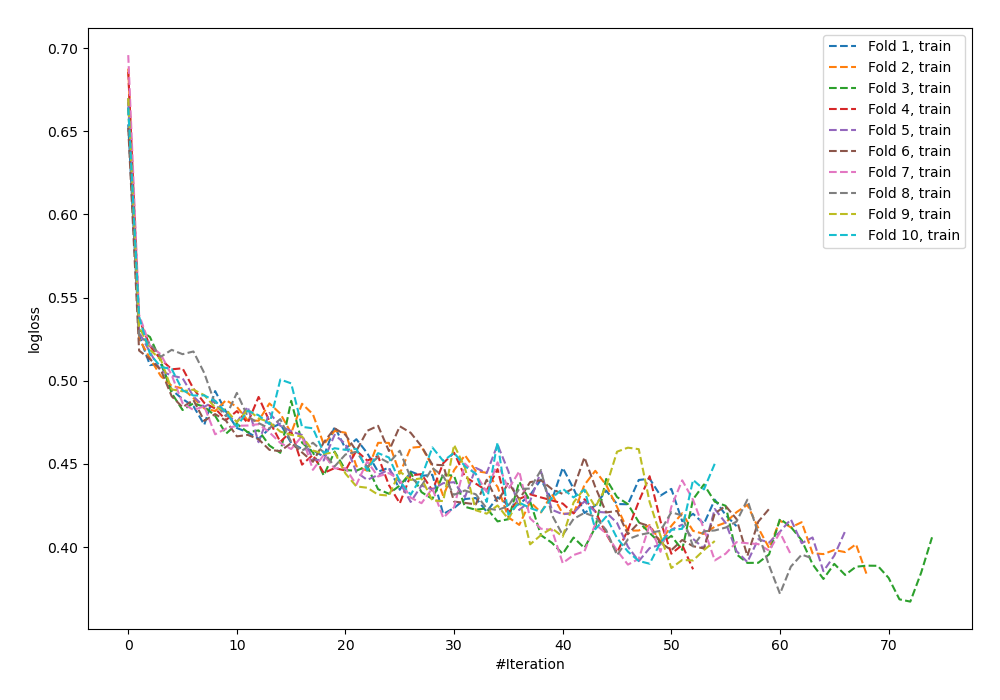 0.70
0.65
0.60
0.55
0.50
0.45
0.40
logloss
0 10 20 30 40 50 60 70
#Iteration
Fold 1, train
Fold 2, train
Fold 3, train
Fold 4, train
Fold 5, train
Fold 6, train
Fold 7, train
Fold 8, train
Fold 9, train
Fold 10, train